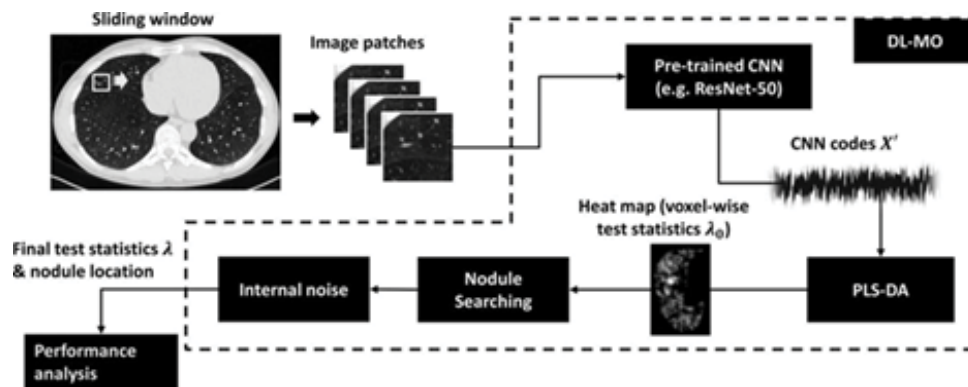 Sliding window
Image patches
DL-MO
Pre-trained CNN
(e.g. ResNet-50)
CNN codes X'
Heat map (voxel-wise
test statistics λ₀)
Final test statistics λ
& nodule location
Internal noise
Nodule
Searching
PLS-DA
Performance
analysis